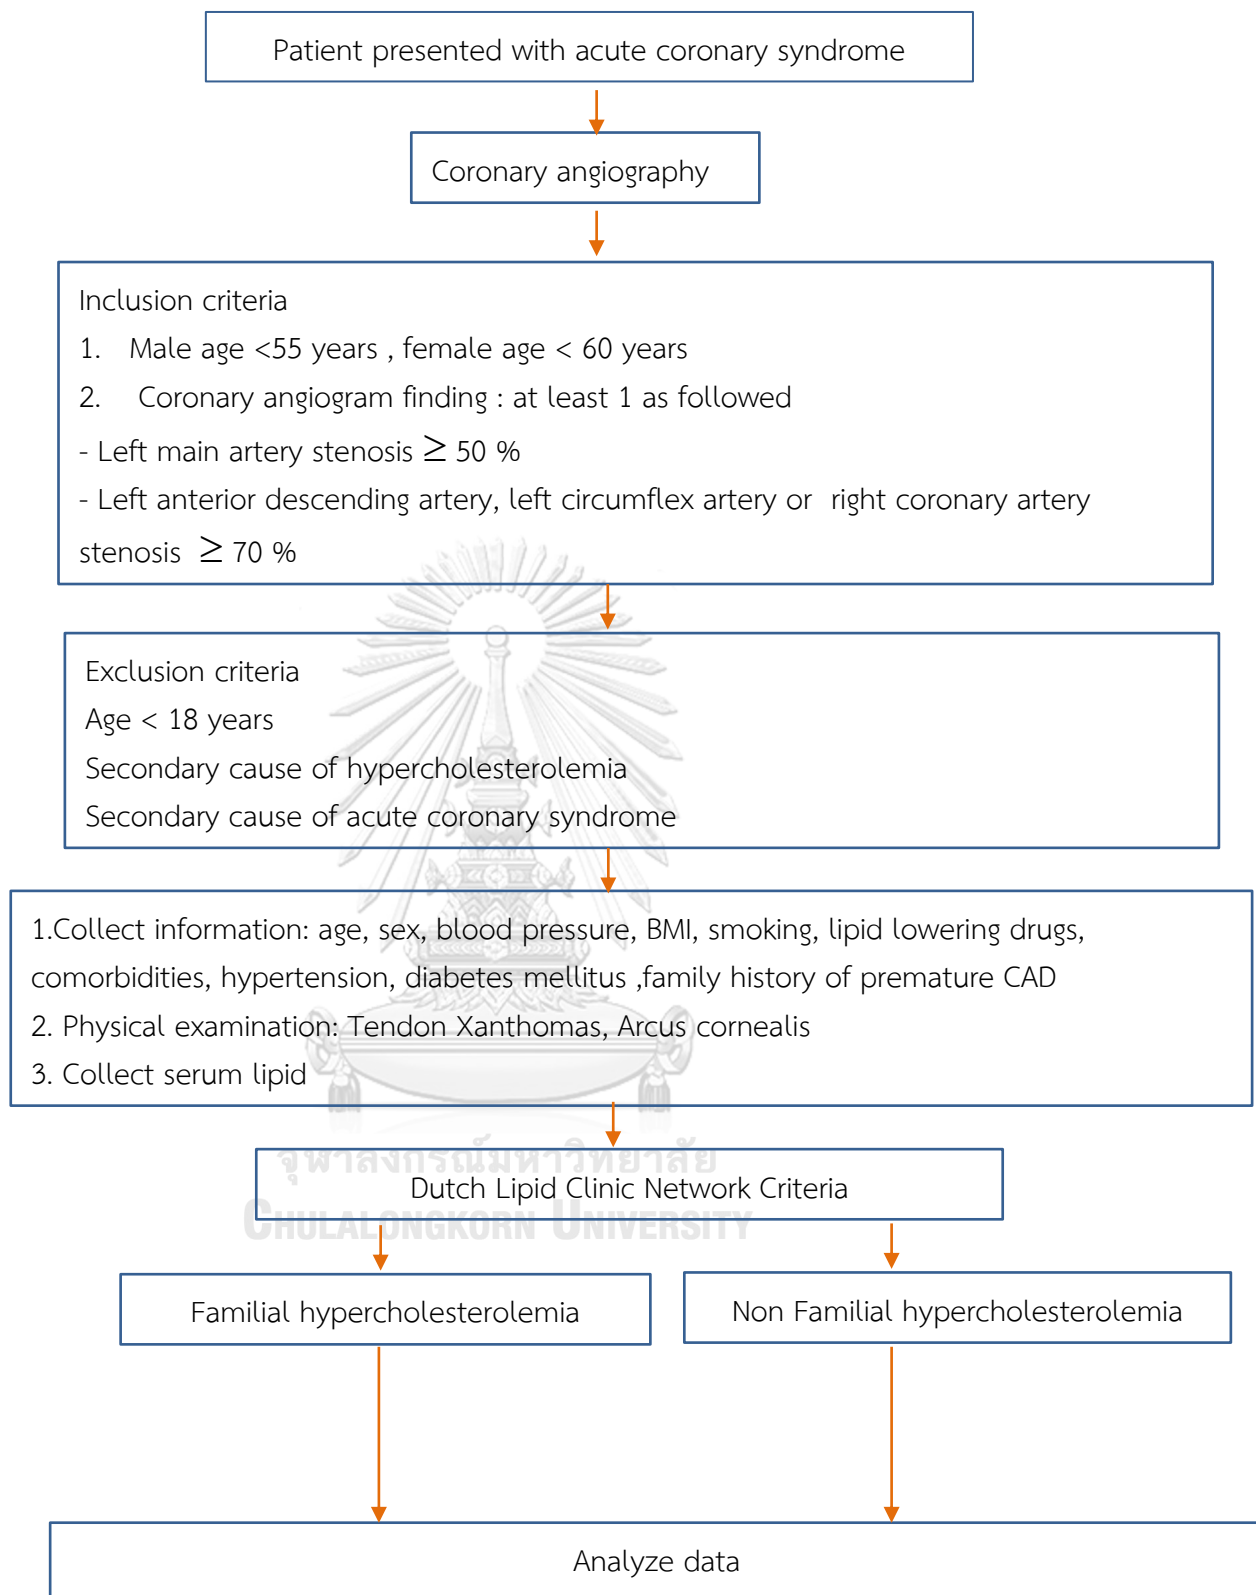 Patient presented with acute coronary syndrome
Coronary angiography
Inclusion criteria
1. Male age <55 years , female age < 60 years
2. Coronary angiogram finding : at least 1 as followed
- Left main artery stenosis ≥ 50 %
- Left anterior descending artery, left circumflex artery or right coronary artery
stenosis ≥ 70 %
Exclusion criteria
Age < 18 years
Secondary cause of hypercholesterolemia
Secondary cause of acute coronary syndrome
1.Collect information: age, sex, blood pressure, BMI, smoking, lipid lowering drugs,
comorbidities, hypertension, diabetes mellitus ,family history of premature CAD
2. Physical examination: Tendon Xanthomas, Arcus cornealis
3. Collect serum lipid
จุฬาลงกรณ์มหาวิทยาลัย
Dutch Lipid Clinic Network Criteria
CHULALONGKORN UNIVERSITY
Familial hypercholesterolemia
Non Familial hypercholesterolemia
Analyze data